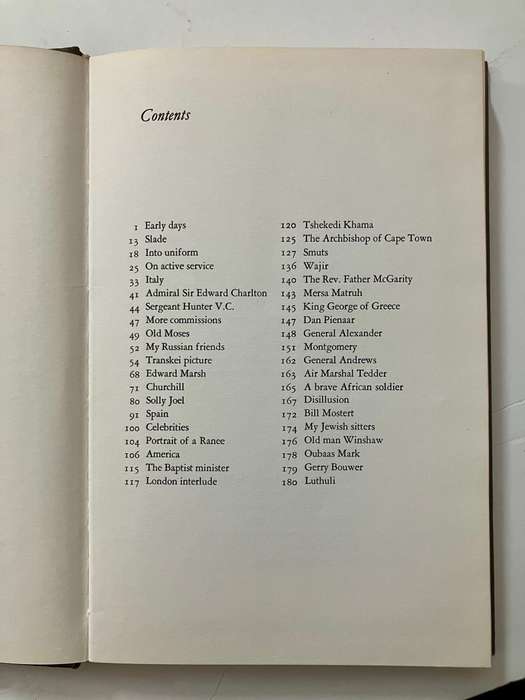 Contents
1 Early days
13 Slade
18 Into uniform
25 On active service
33 Italy
41 Admiral Sir Edward Charlton
44 Sergeant Hunter V.C.
47 More commissions
49 Old Moses
52 My Russian friends
54 Transkei picture
68 Edward Marsh
71 Churchill
80 Solly Joel
91 Spain
100 Celebrities
104 Portrait of a Ranee
106 America
115 The Baptist minister
117 London interlude
120 Tshekedi Khama
125 The Archbishop of Cape Town
127 Smuts
136 Wajir
140 The Rev. Father McGarity
143 Mersa Matruh
145 King George of Greece
147 Dan Pienaar
148 General Alexander
151 Montgomery
162 General Andrews
163 Air Marshal Tedder
165 A brave African soldier
167 Disillusion
172 Bill Mostert
174 My Jewish sitters
176 Old man Winshaw
178 Oubaas Mark
179 Gerry Bouwer
180 Luthuli